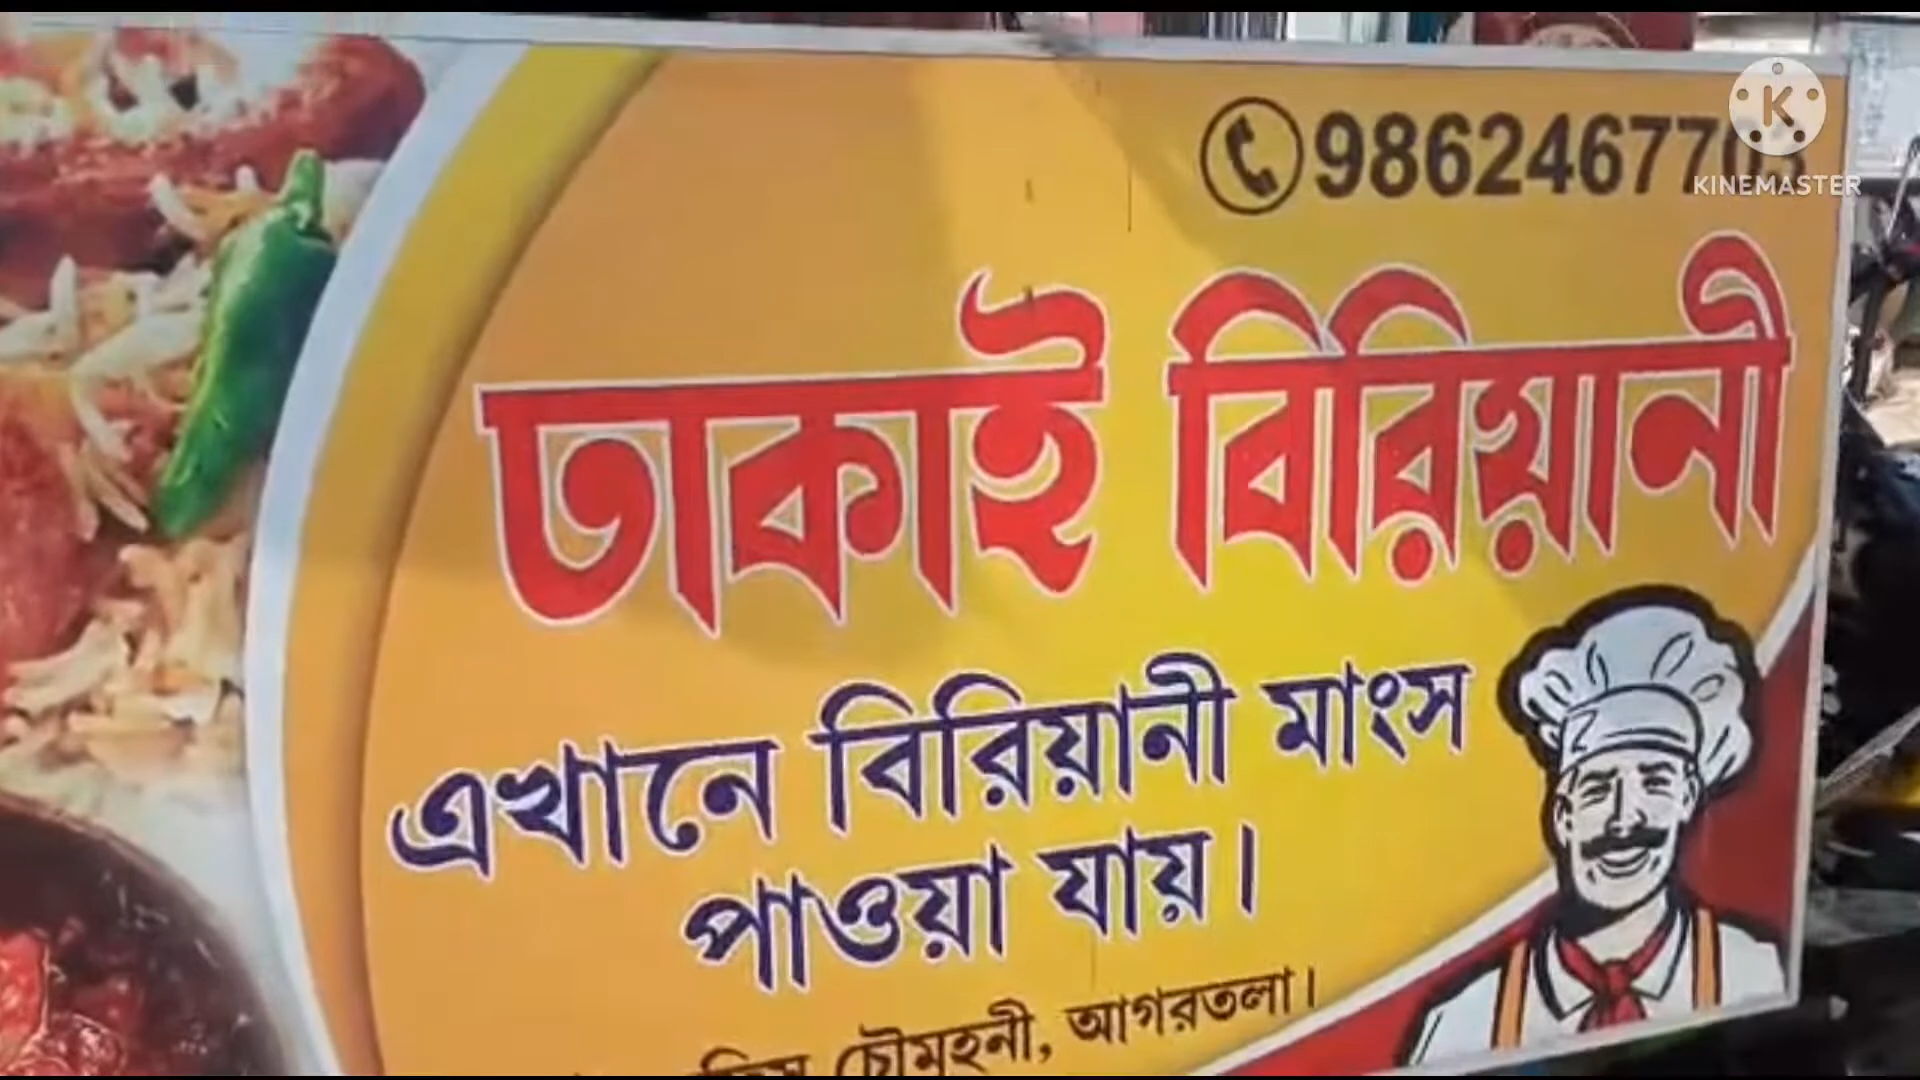 9862467703
KINEMASTER
ঢাকাই বিরিয়ানী
এখানে বিরিয়ানী মাংস
পাওয়া যায়।
চৌমুহনী, আগরতলা।